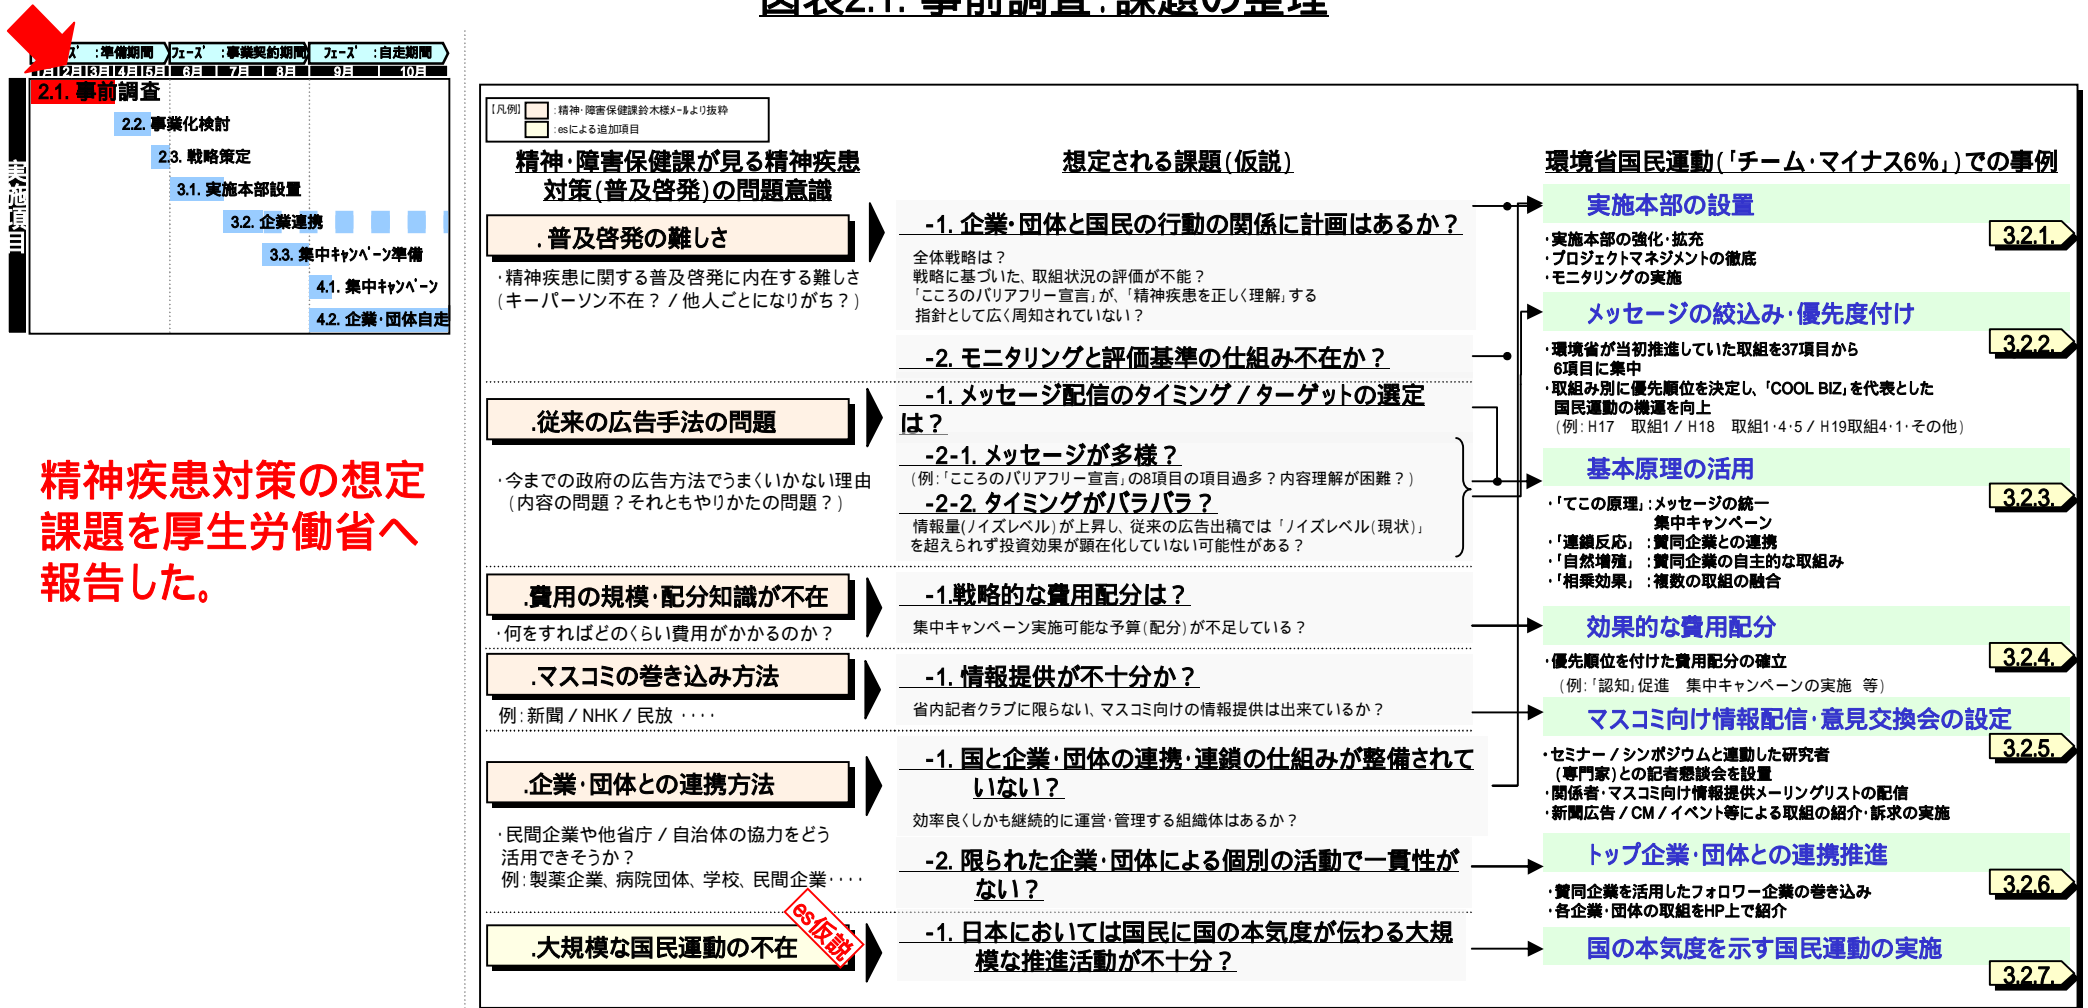 図表2.1. 事前調査:課題の整理
ｽﾞ :準備期間
ﾌｪｰｽﾞ :事業契約期間
ﾌｪｰｽﾞ :自走期間
1月 2月 3月 4月 5月 6月 7月 8月 9月 10月
実施項目
2.1. 事前調査
2.2. 事業化検討
2.3. 戦略策定
3.1. 実施本部設置
3.2. 企業連携
3.3. 集中ｷｬﾝﾍﾟｰﾝ準備
4.1. 集中ｷｬﾝﾍﾟｰﾝ
4.2. 企業･団体自走
精神疾患対策の想定
課題を厚生労働省へ
報告した。
【凡例】 :精神･障害保健課鈴木様ﾒｰﾙより抜粋
:esによる追加項目
精神･障害保健課が見る精神疾患
対策(普及啓発)の問題意識
想定される課題(仮説)
環境省国民運動(｢チーム･マイナス6%｣)での事例
.普及啓発の難しさ
･精神疾患に関する普及啓発に内在する難しさ
(キーパーソン不在？/他人ごとになりがち？)
-1. 企業･団体と国民の行動の関係に計画はあるか？
全体戦略は？
戦略に基づいた、取組状況の評価が不能？
｢こころのバリアフリー宣言｣が、｢精神疾患を正しく理解｣する
指針として広く周知されていない？
-2. モニタリングと評価基準の仕組み不在か？
実施本部の設置
3.2.1.
･実施本部の強化･拡充
･プロジェクトマネジメントの徹底
･モニタリングの実施
メッセージの絞込み･優先度付け
3.2.2.
･環境省が当初推進していた取組を37項目から
6項目に集中
･取組み別に優先順位を決定し、｢COOL BIZ｣を代表とした
国民運動の機運を向上
(例:H17 取組1/H18 取組1･4･5/H19取組4･1･その他)
.従来の広告手法の問題
･今までの政府の広告方法でうまくいかない理由
(内容の問題？それともやりかたの問題？)
-1. メッセージ配信のタイミング/ターゲットの選定
は？
-2-1. メッセージが多様？
(例:｢こころのバリアフリー宣言｣の8項目の項目過多？内容理解が困難？)
-2-2. タイミングがバラバラ？
情報量(ノイズレベル)が上昇し、従来の広告出稿では｢ノイズレベル(現状)｣
を超えられず投資効果が顕在化していない可能性がある？
基本原理の活用
3.2.3.
･｢てこの原理｣:メッセージの統一
集中キャンペーン
･｢連鎖反応｣ :賛同企業との連携
･｢自然増殖｣ :賛同企業の自主的な取組み
･｢相乗効果｣ :複数の取組の融合
.費用の規模･配分知識が不在
･何をすればどのくらい費用がかかるのか？
-1.戦略的な費用配分は？
集中キャンペーン実施可能な予算(配分)が不足している？
効果的な費用配分
3.2.4.
･優先順位を付けた費用配分の確立
(例:｢認知｣促進 集中キャンペーンの実施 等)
.マスコミの巻き込み方法
例:新聞/NHK/民放････
-1. 情報提供が不十分か？
省内記者クラブに限らない、マスコミ向けの情報提供は出来ているか？
マスコミ向け情報配信･意見交換会の設定
3.2.5.
･セミナー/シンポジウムと連動した研究者
(専門家)との記者懇談会を設置
･関係者･マスコミ向け情報提供メーリングリストの配信
･新聞広告/CM/イベント等による取組の紹介･訴求の実施
.企業･団体との連携方法
･民間企業や他省庁/自治体の協力をどう
活用できそうか？
例:製薬企業、病院団体、学校、民間企業････
-1. 国と企業･団体の連携･連鎖の仕組みが整備されて
いない？
効率良くしかも継続的に運営･管理する組織体はあるか？
-2. 限られた企業･団体による個別の活動で一貫性が
ない？
トップ企業･団体との連携推進
3.2.6.
･賛同企業を活用したフォロワー企業の巻き込み
･各企業･団体の取組をHP上で紹介
es仮説
.大規模な国民運動の不在
-1. 日本においては国民に国の本気度が伝わる大規
模な推進活動が不十分？
国の本気度を示す国民運動の実施
3.2.7.